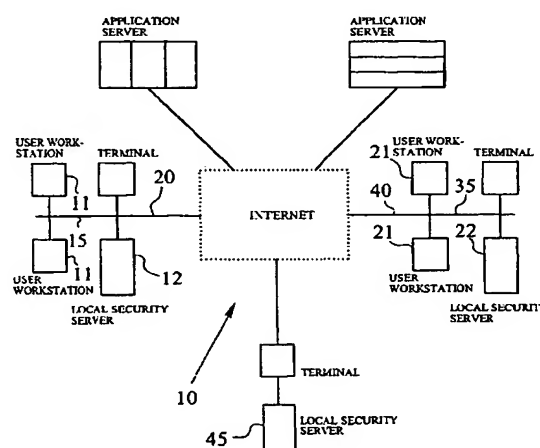 APPLICATION
SERVER
APPLICATION
SERVER
USER WORK-
STATION
TERMINAL
11
20
15
11
12
USER
WORKSTATION
LOCAL SECURITY
SERVER
INTERNET
USER WORK-
STATION
TERMINAL
21
40
35
21
22
USER
WORKSTATION
LOCAL SECURITY
SERVER
10
TERMINAL
45
LOCAL SECURITY
SERVER